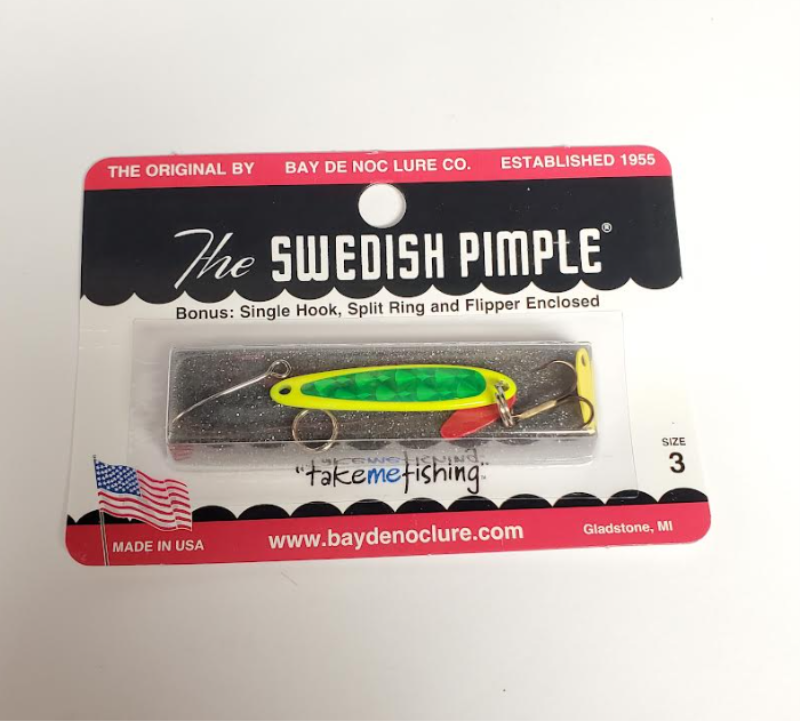 THE ORIGINAL BY BAY DE NOC LURE CO. ESTABLISHED 1955
The SWEDISH PIMPLE®
Bonus: Single Hook, Split Ring and Flipper Enclosed
"takemefishing"
SIZE
3
MADE IN USA
www.baydenoclure.com
Gladstone, MI